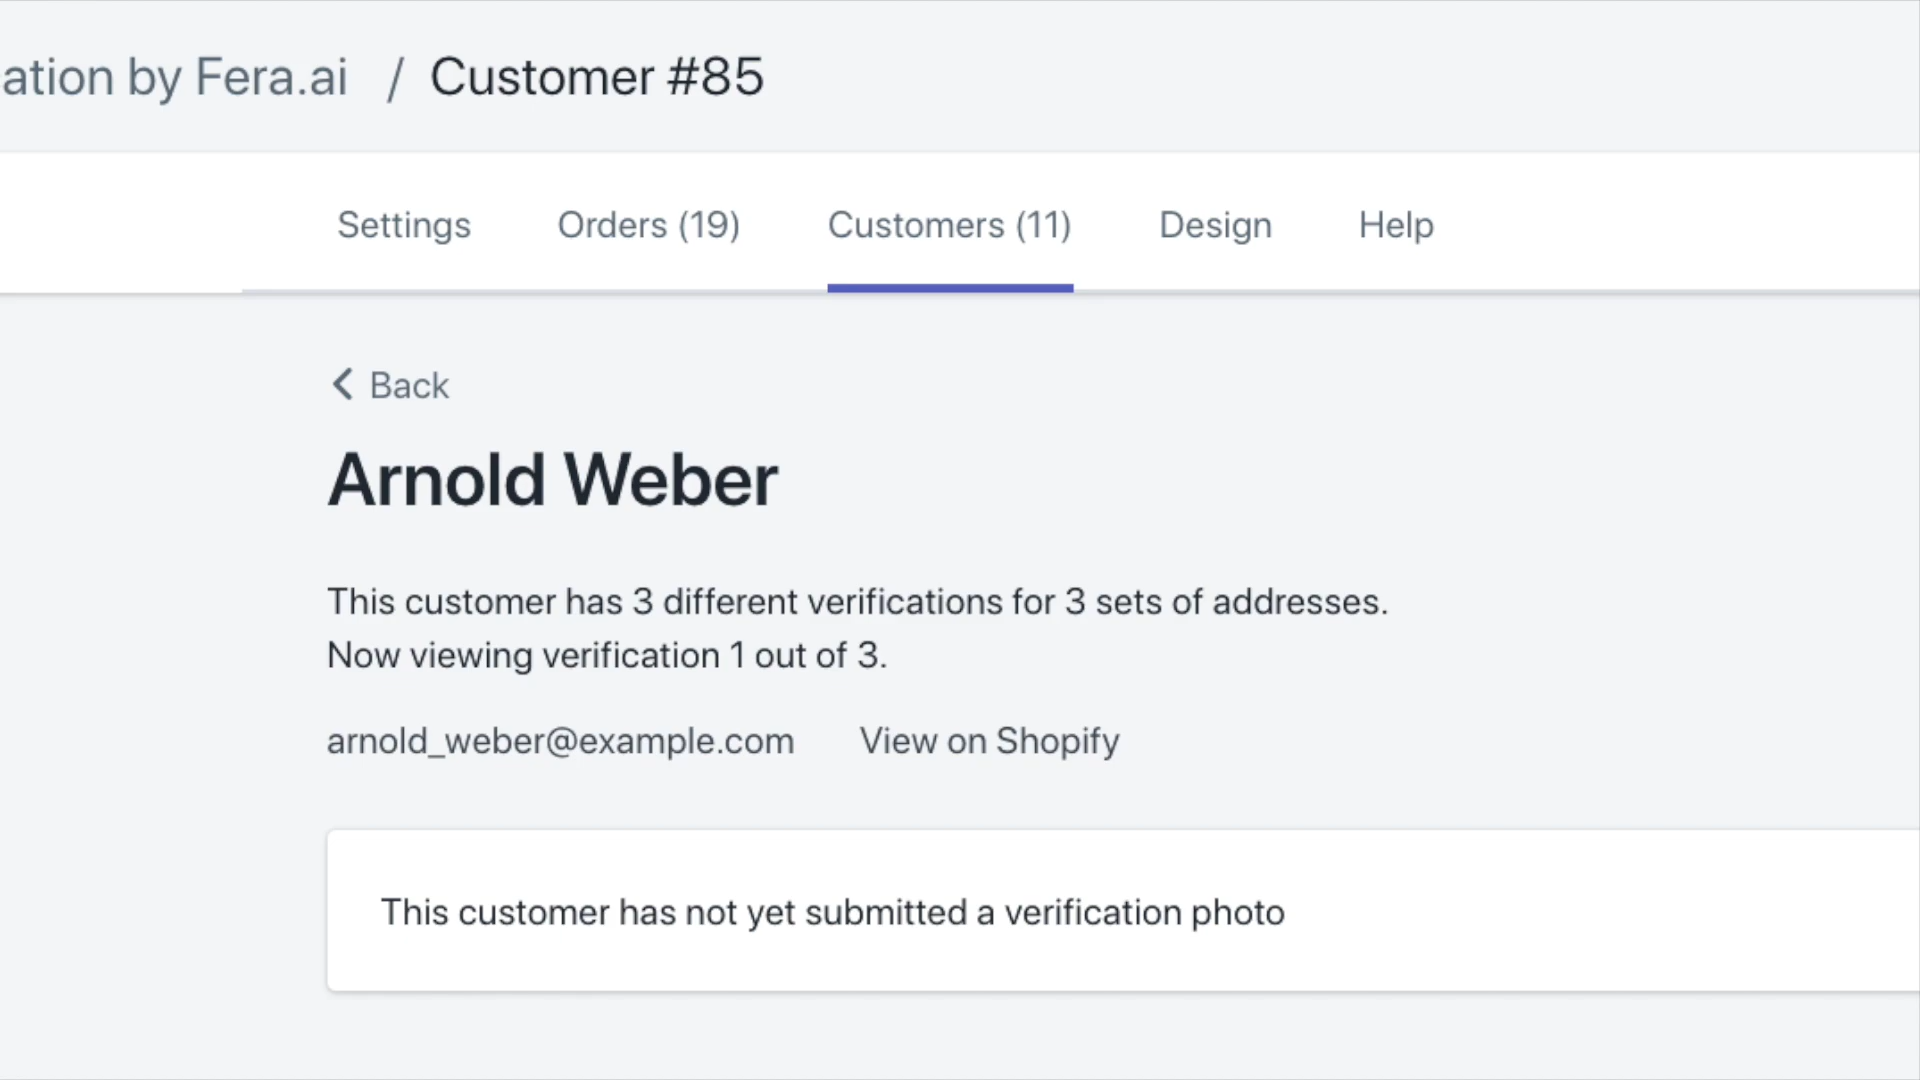 ation by Fera.ai / Customer #85
Settings Orders (19) Customers (11) Design Help
Back
Arnold Weber
This customer has 3 different verifications for 3 sets of addresses.
Now viewing verification 1 out of 3.
arnold_weber@example.com View on Shopify
This customer has not yet submitted a verification photo